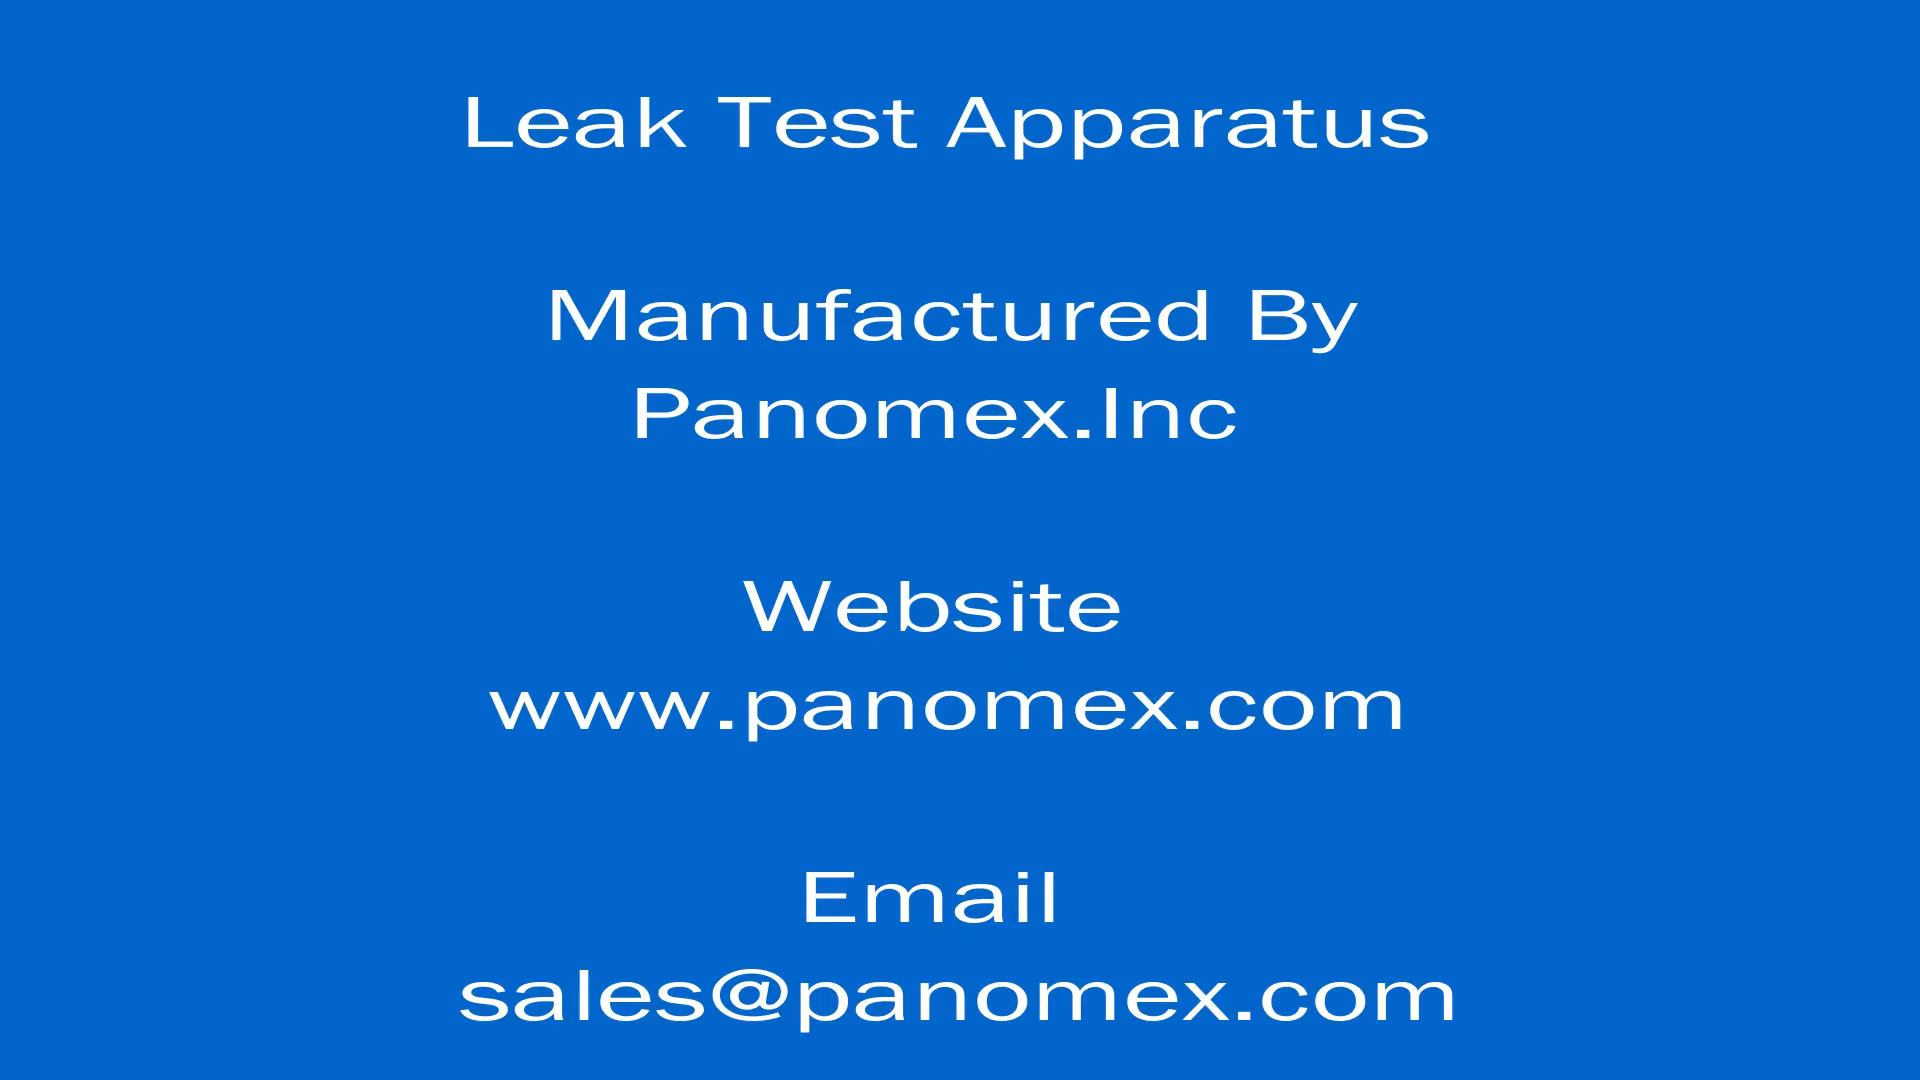 Leak Test Apparatus
Manufactured By
Panomex.Inc
Website
www.panomex.com
Email
sales@panomex.com